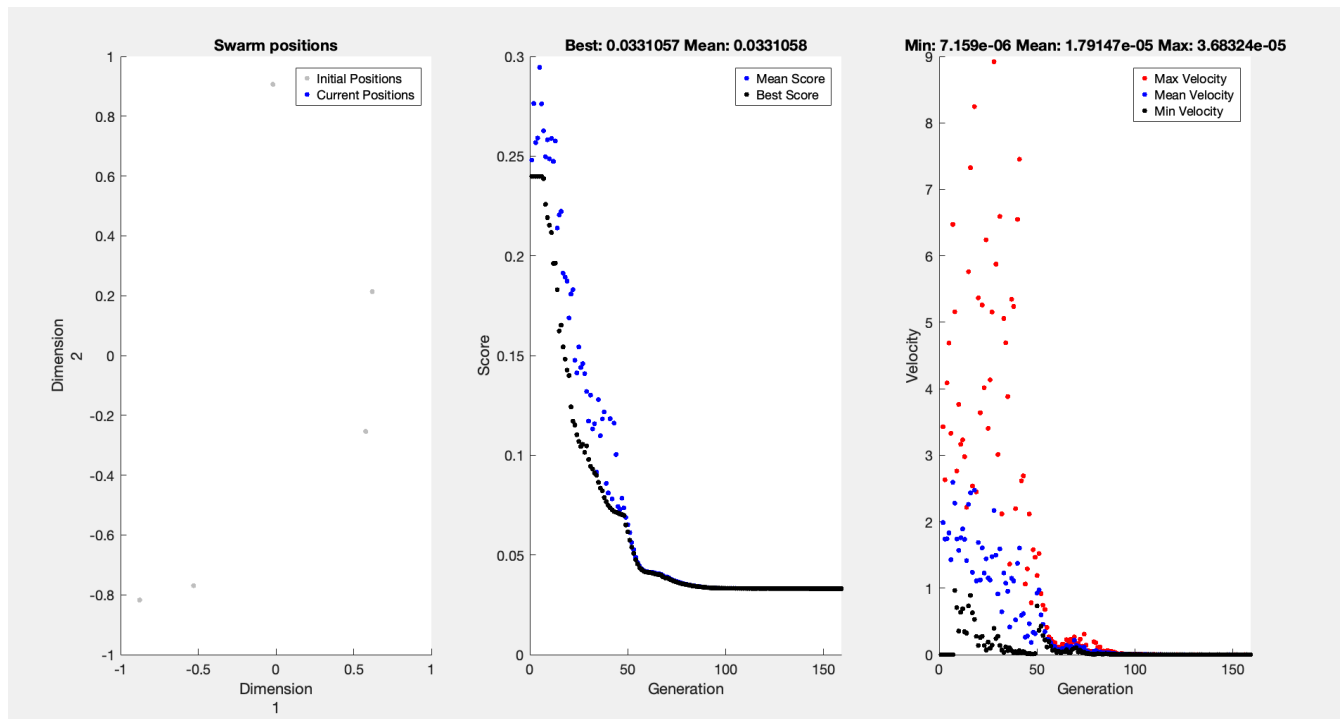 Swarm positions
Initial Positions
Current Positions
1
0.8
0.6
0.4
0.2
0
-0.2
-0.4
-0.6
-0.8
-1
Dimension
2
-1
-0.5
0
0.5
1
Dimension
1
Best: 0.0331057 Mean: 0.0331058
Mean Score
Best Score
0.3
0.25
0.2
0.15
0.1
0.05
0
Score
0
50
100
150
Generation
Min: 7.159e-06 Mean: 1.79147e-05 Max: 3.68324e-05
Max Velocity
Mean Velocity
Min Velocity
9
8
7
6
5
4
3
2
1
0
Velocity
0
50
100
150
Generation